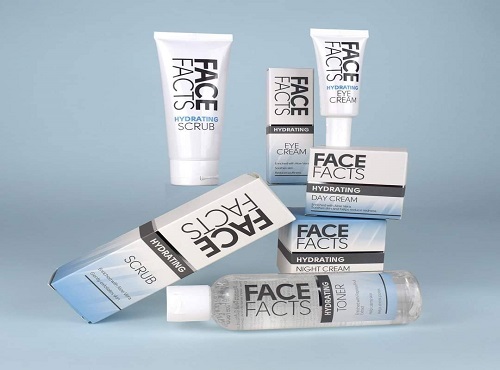 FACE
FACTS
HYDRATING
SCRUB
FACE
FACTS
HYDRATING
EYE
CREAM
FACE
FACTS
HYDRATING
EYE
CREAM
FACE
FACTS
HYDRATING
DAY CREAM
FACE
FACTS
HYDRATING
SCRUB
FACE
FACTS
HYDRATING
NIGHT CREAM
FACE
FACTS
HYDRATING
TONER